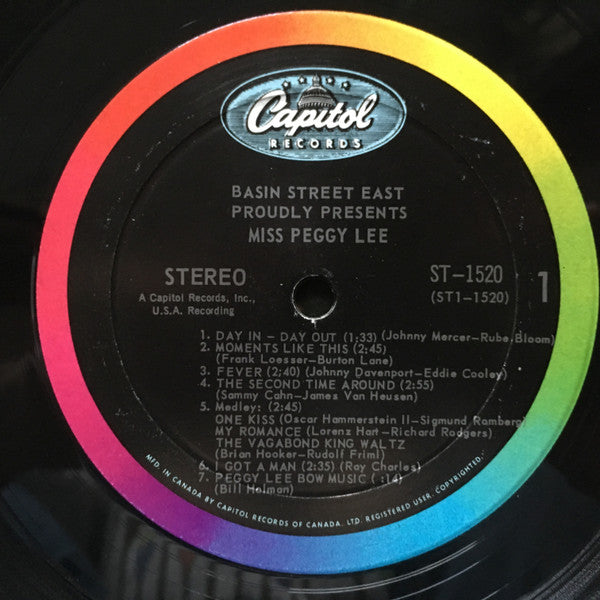 Capitol
RECORDS
BASIN STREET EAST
PROUDLY PRESENTS
MISS PEGGY LEE
STEREO
A Capitol Records, Inc.,
U.S.A. Recording
ST-1520
(ST1-1520)
1
1. DAY IN - DAY OUT (1:33) (Johnny Mercer-Rube Bloom)
2. MOMENTS LIKE THIS (2:45)
(Frank Loesser-Burton Lane)
3. FEVER (2:40) (Johnny Davenport-Eddie Cooley)
4. THE SECOND TIME AROUND (2:55)
(Sammy Cahn-James Van Heusen)
5. Medley: (2:45)
ONE KISS (Oscar Hammerstein II-Sigmund Romberg)
MY ROMANCE (Lorenz Hart-Richard Rodgers)
THE VAGABOND KING WALTZ
(Brian Hooker-Rudolf Friml)
6. I GOT A MAN (2:35) (Ray Charles)
7. PEGGY LEE BOW MUSIC ( :14)
(Bill Holman)
MFD. IN CANADA BY CAPITOL RECORDS OF CANADA, LTD. REGISTERED USER. COPYRIGHTED.